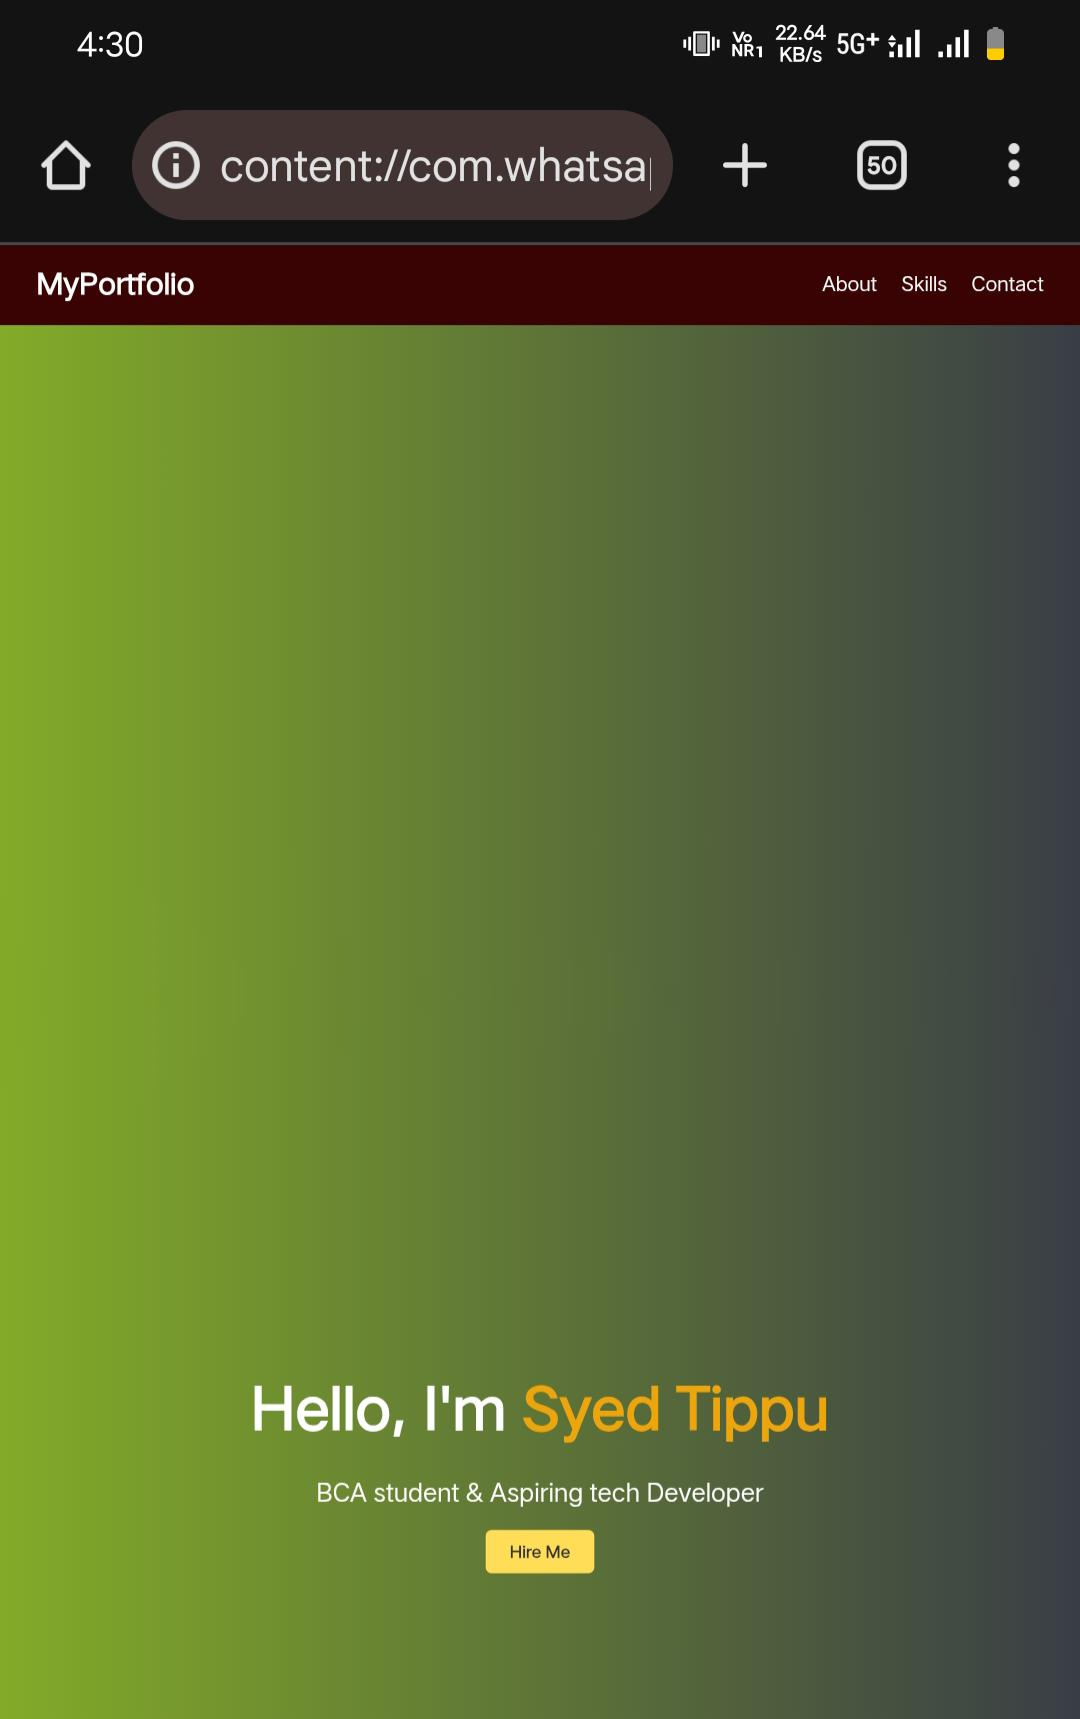 4:30
Vo
NR1
22.64
KB/s
5G+
content://com.whatsa
50
MyPortfolio
About Skills Contact
Hello, I'm Syed Tippu
BCA student & Aspiring tech Developer
Hire Me